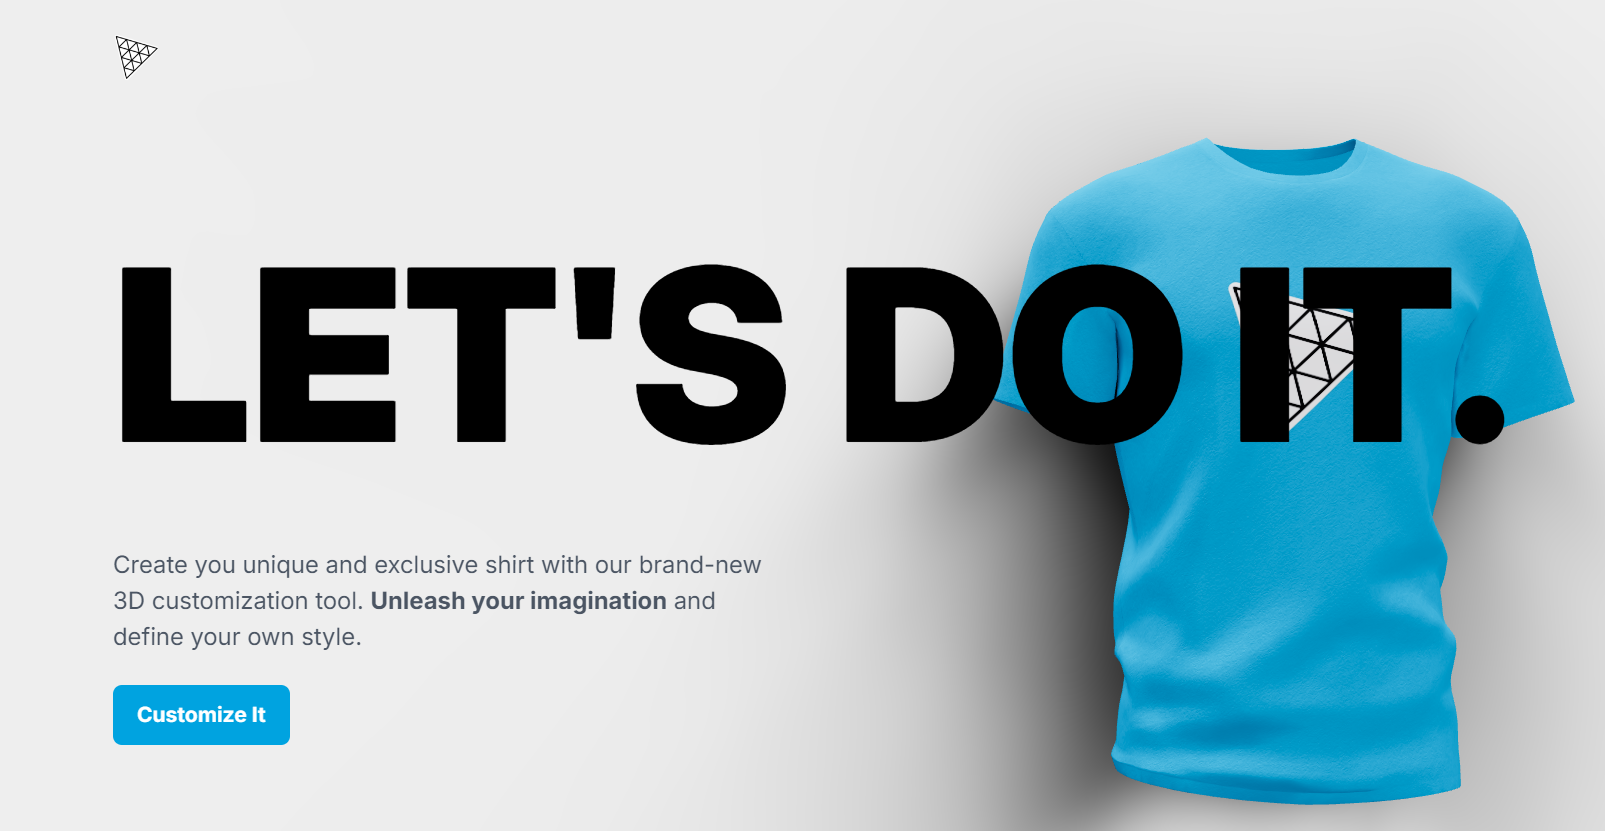 LET'S DO IT.
Create you unique and exclusive shirt with our brand-new
3D customization tool. Unleash your imagination and
define your own style.
Customize It